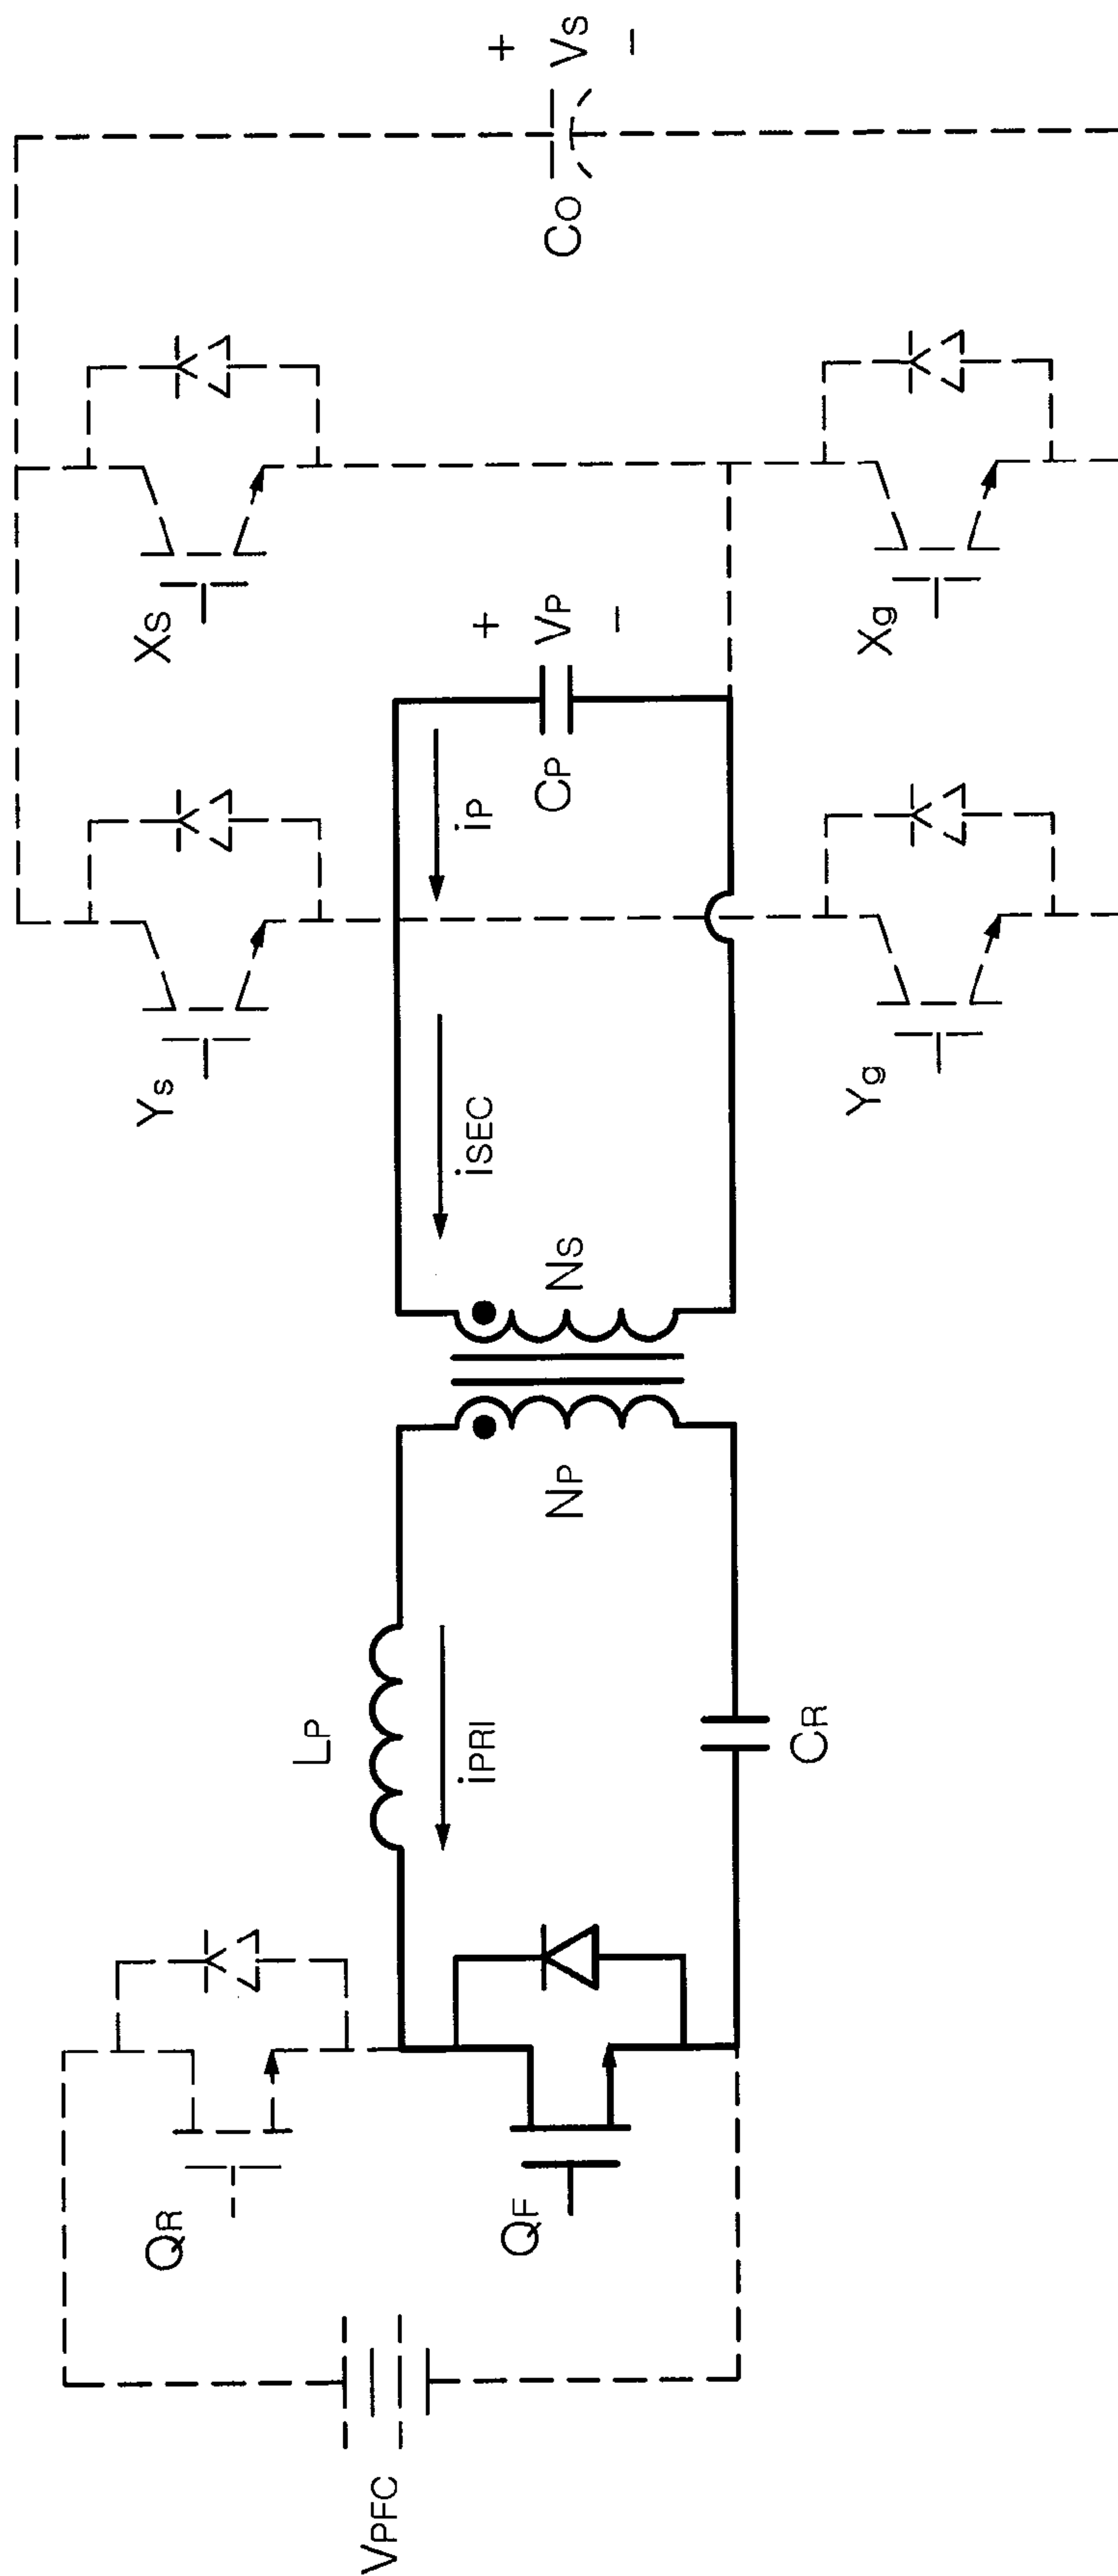 VPFC
QR
QF
LP
iPRI
CR
NP
NS
iSEC
iP
CP
+
VP
−
YS
Yg
XS
Xg
CO
+
VS
−